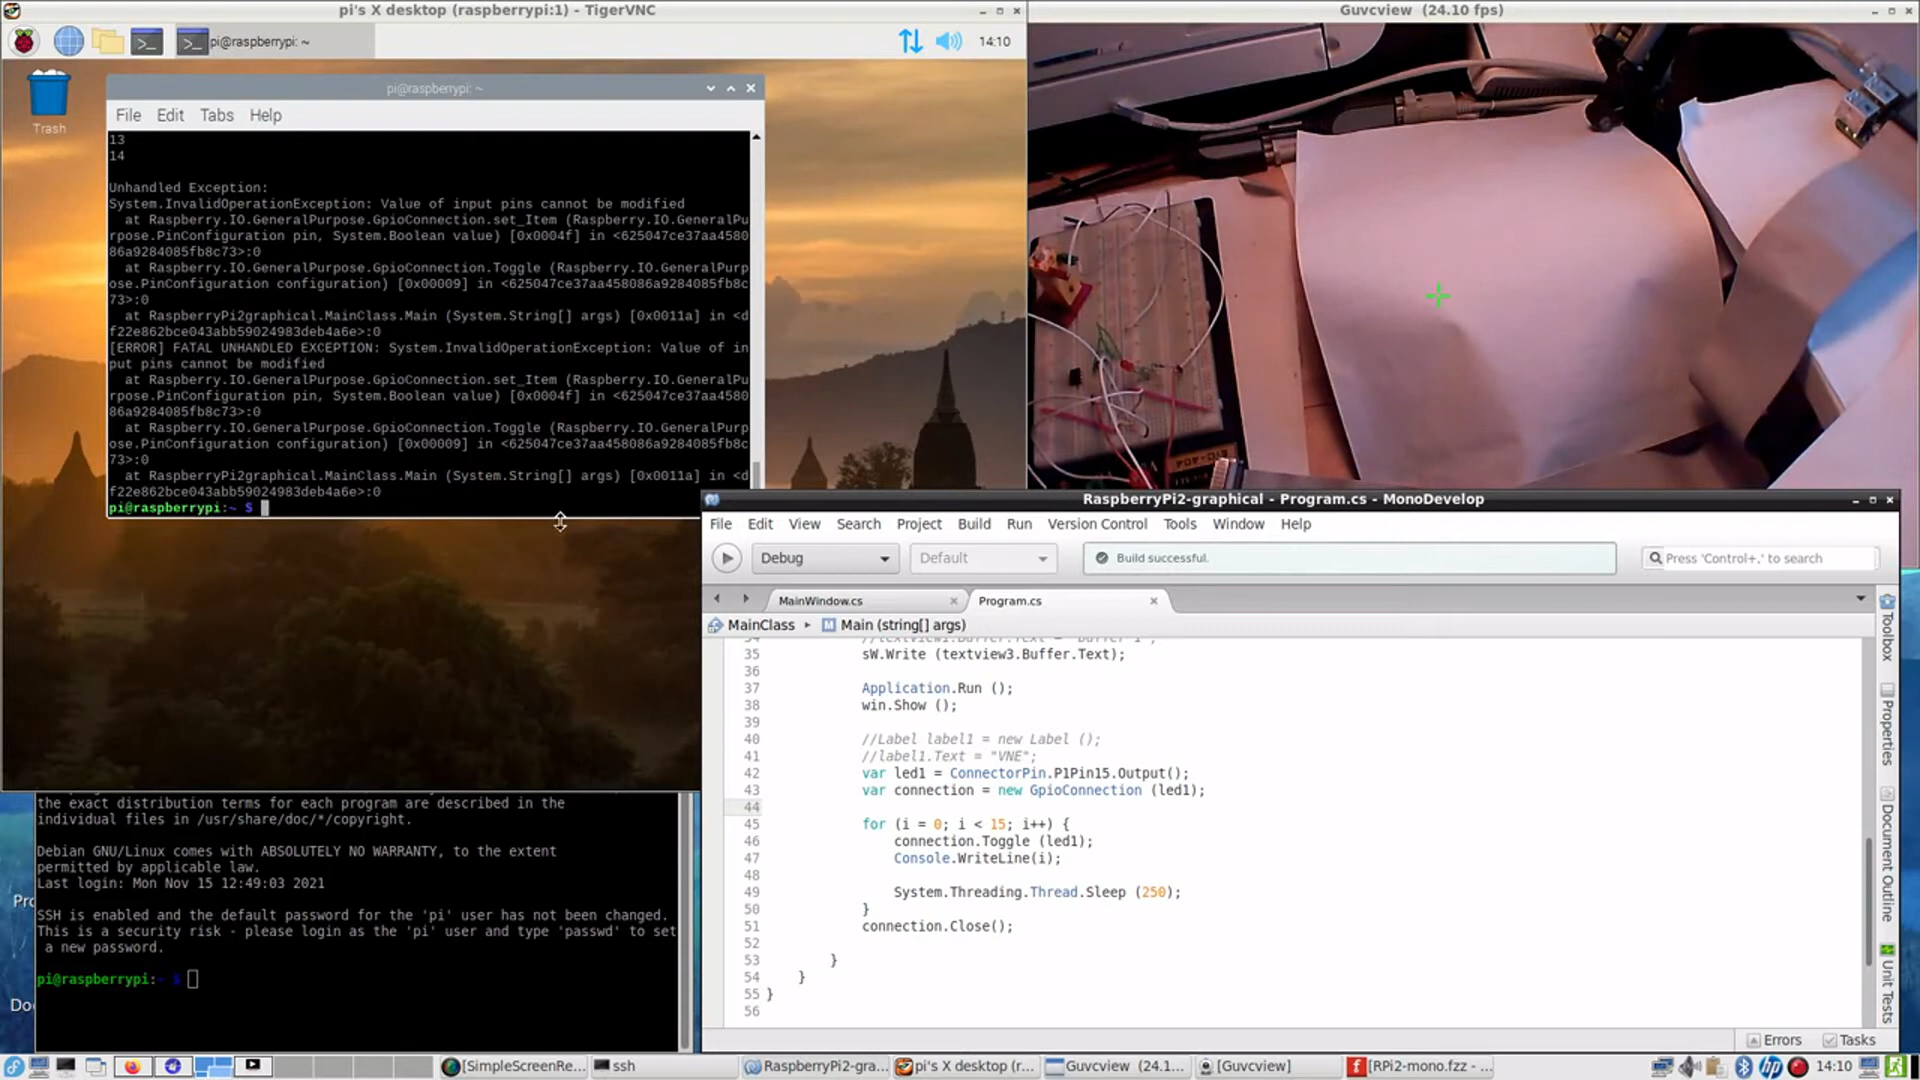 pi's X desktop (raspberrypi:1) - TigerVNC
pi@raspberrypi: ~
14:10
Trash
pi@raspberrypi: ~
File Edit Tabs Help
13
14
Unhandled Exception:
System.InvalidOperationException: Value of input pins cannot be modified
at Raspberry.IO.GeneralPurpose.GpioConnection.set_Item (Raspberry.IO.GeneralPu
rpose.PinConfiguration pin, System.Boolean value) [0x0004f] in <625047ce37aa4580
86a9284085fb8c73>:0
at Raspberry.IO.GeneralPurpose.GpioConnection.Toggle (Raspberry.IO.GeneralPurp
ose.PinConfiguration configuration) [0x00009] in <625047ce37aa458086a9284085fb8c
73>:0
at RaspberryPi2graphical.MainClass.Main (System.String[] args) [0x0011a] in <d
f22e862bce043abb59024983deb4a6e>:0
[ERROR] FATAL UNHANDLED EXCEPTION: System.InvalidOperationException: Value of in
put pins cannot be modified
at Raspberry.IO.GeneralPurpose.GpioConnection.set_Item (Raspberry.IO.GeneralPu
rpose.PinConfiguration pin, System.Boolean value) [0x0004f] in <625047ce37aa4580
86a9284085fb8c73>:0
at Raspberry.IO.GeneralPurpose.GpioConnection.Toggle (Raspberry.IO.GeneralPurp
ose.PinConfiguration configuration) [0x00009] in <625047ce37aa458086a9284085fb8c
73>:0
at RaspberryPi2graphical.MainClass.Main (System.String[] args) [0x0011a] in <d
f22e862bce043abb59024983deb4a6e>:0
pi@raspberrypi:~ $
Guvcview (24.10 fps)
RaspberryPi2-graphical - Program.cs - MonoDevelop
File Edit View Search Project Build Run Version Control Tools Window Help
Debug Default Build successful. Press 'Control+,' to search
MainWindow.cs Program.cs
MainClass Main (string[] args)
34 //textview1.Buffer.Text = "Buffer 1";
35 sW.Write (textview3.Buffer.Text);
36
37 Application.Run ();
38 win.Show ();
39
40 //Label label1 = new Label ();
41 //label1.Text = "VNE";
42 var led1 = ConnectorPin.P1Pin15.Output();
43 var connection = new GpioConnection (led1);
44
45 for (i = 0; i < 15; i++) {
46 connection.Toggle (led1);
47 Console.WriteLine(i);
48
49 System.Threading.Thread.Sleep (250);
50 }
51 connection.Close();
52
53 }
54 }
55 }
56
Toolbox
Properties
Document Outline
Unit Tests
Errors Tasks
the exact distribution terms for each program are described in the
individual files in /usr/share/doc/*/copyright.
Debian GNU/Linux comes with ABSOLUTELY NO WARRANTY, to the extent
permitted by applicable law.
Last login: Mon Nov 15 12:49:03 2021
SSH is enabled and the default password for the 'pi' user has not been changed.
This is a security risk - please login as the 'pi' user and type 'passwd' to set
a new password.
pi@raspberrypi:~ $
[SimpleScreenRe... ssh RaspberryPi2-gra... pi's X desktop (r... Guvcview (24.1... [Guvcview] [RPi2-mono.fzz - ... 14:10